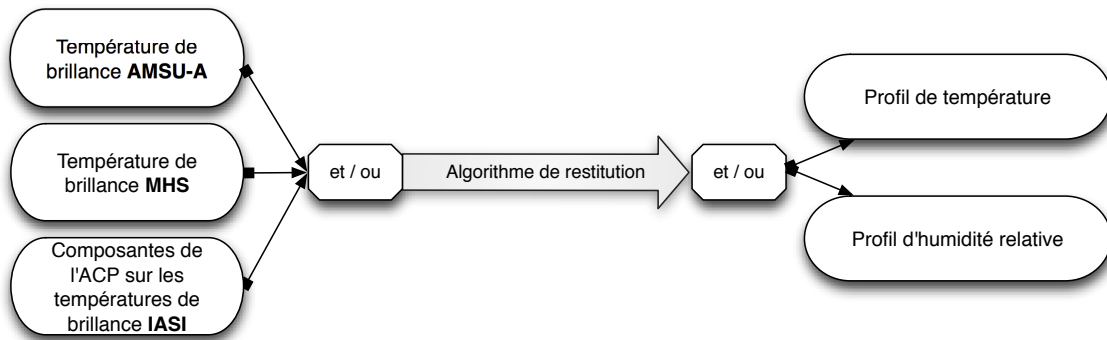 Température de
brillance AMSU-A
Température de
brillance MHS
Composantes de
l'ACP sur les
températures de
brillance IASI
et / ou
Algorithme de restitution
et / ou
Profil de température
Profil d'humidité relative